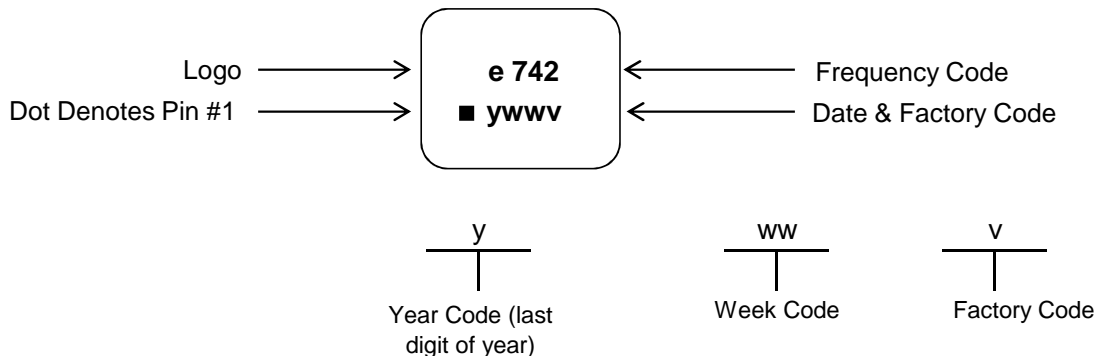 Logo e 742 Frequency Code
Dot Denotes Pin #1 ■ ywwv Date & Factory Code
y ww v
Year Code (last Week Code Factory Code
digit of year)